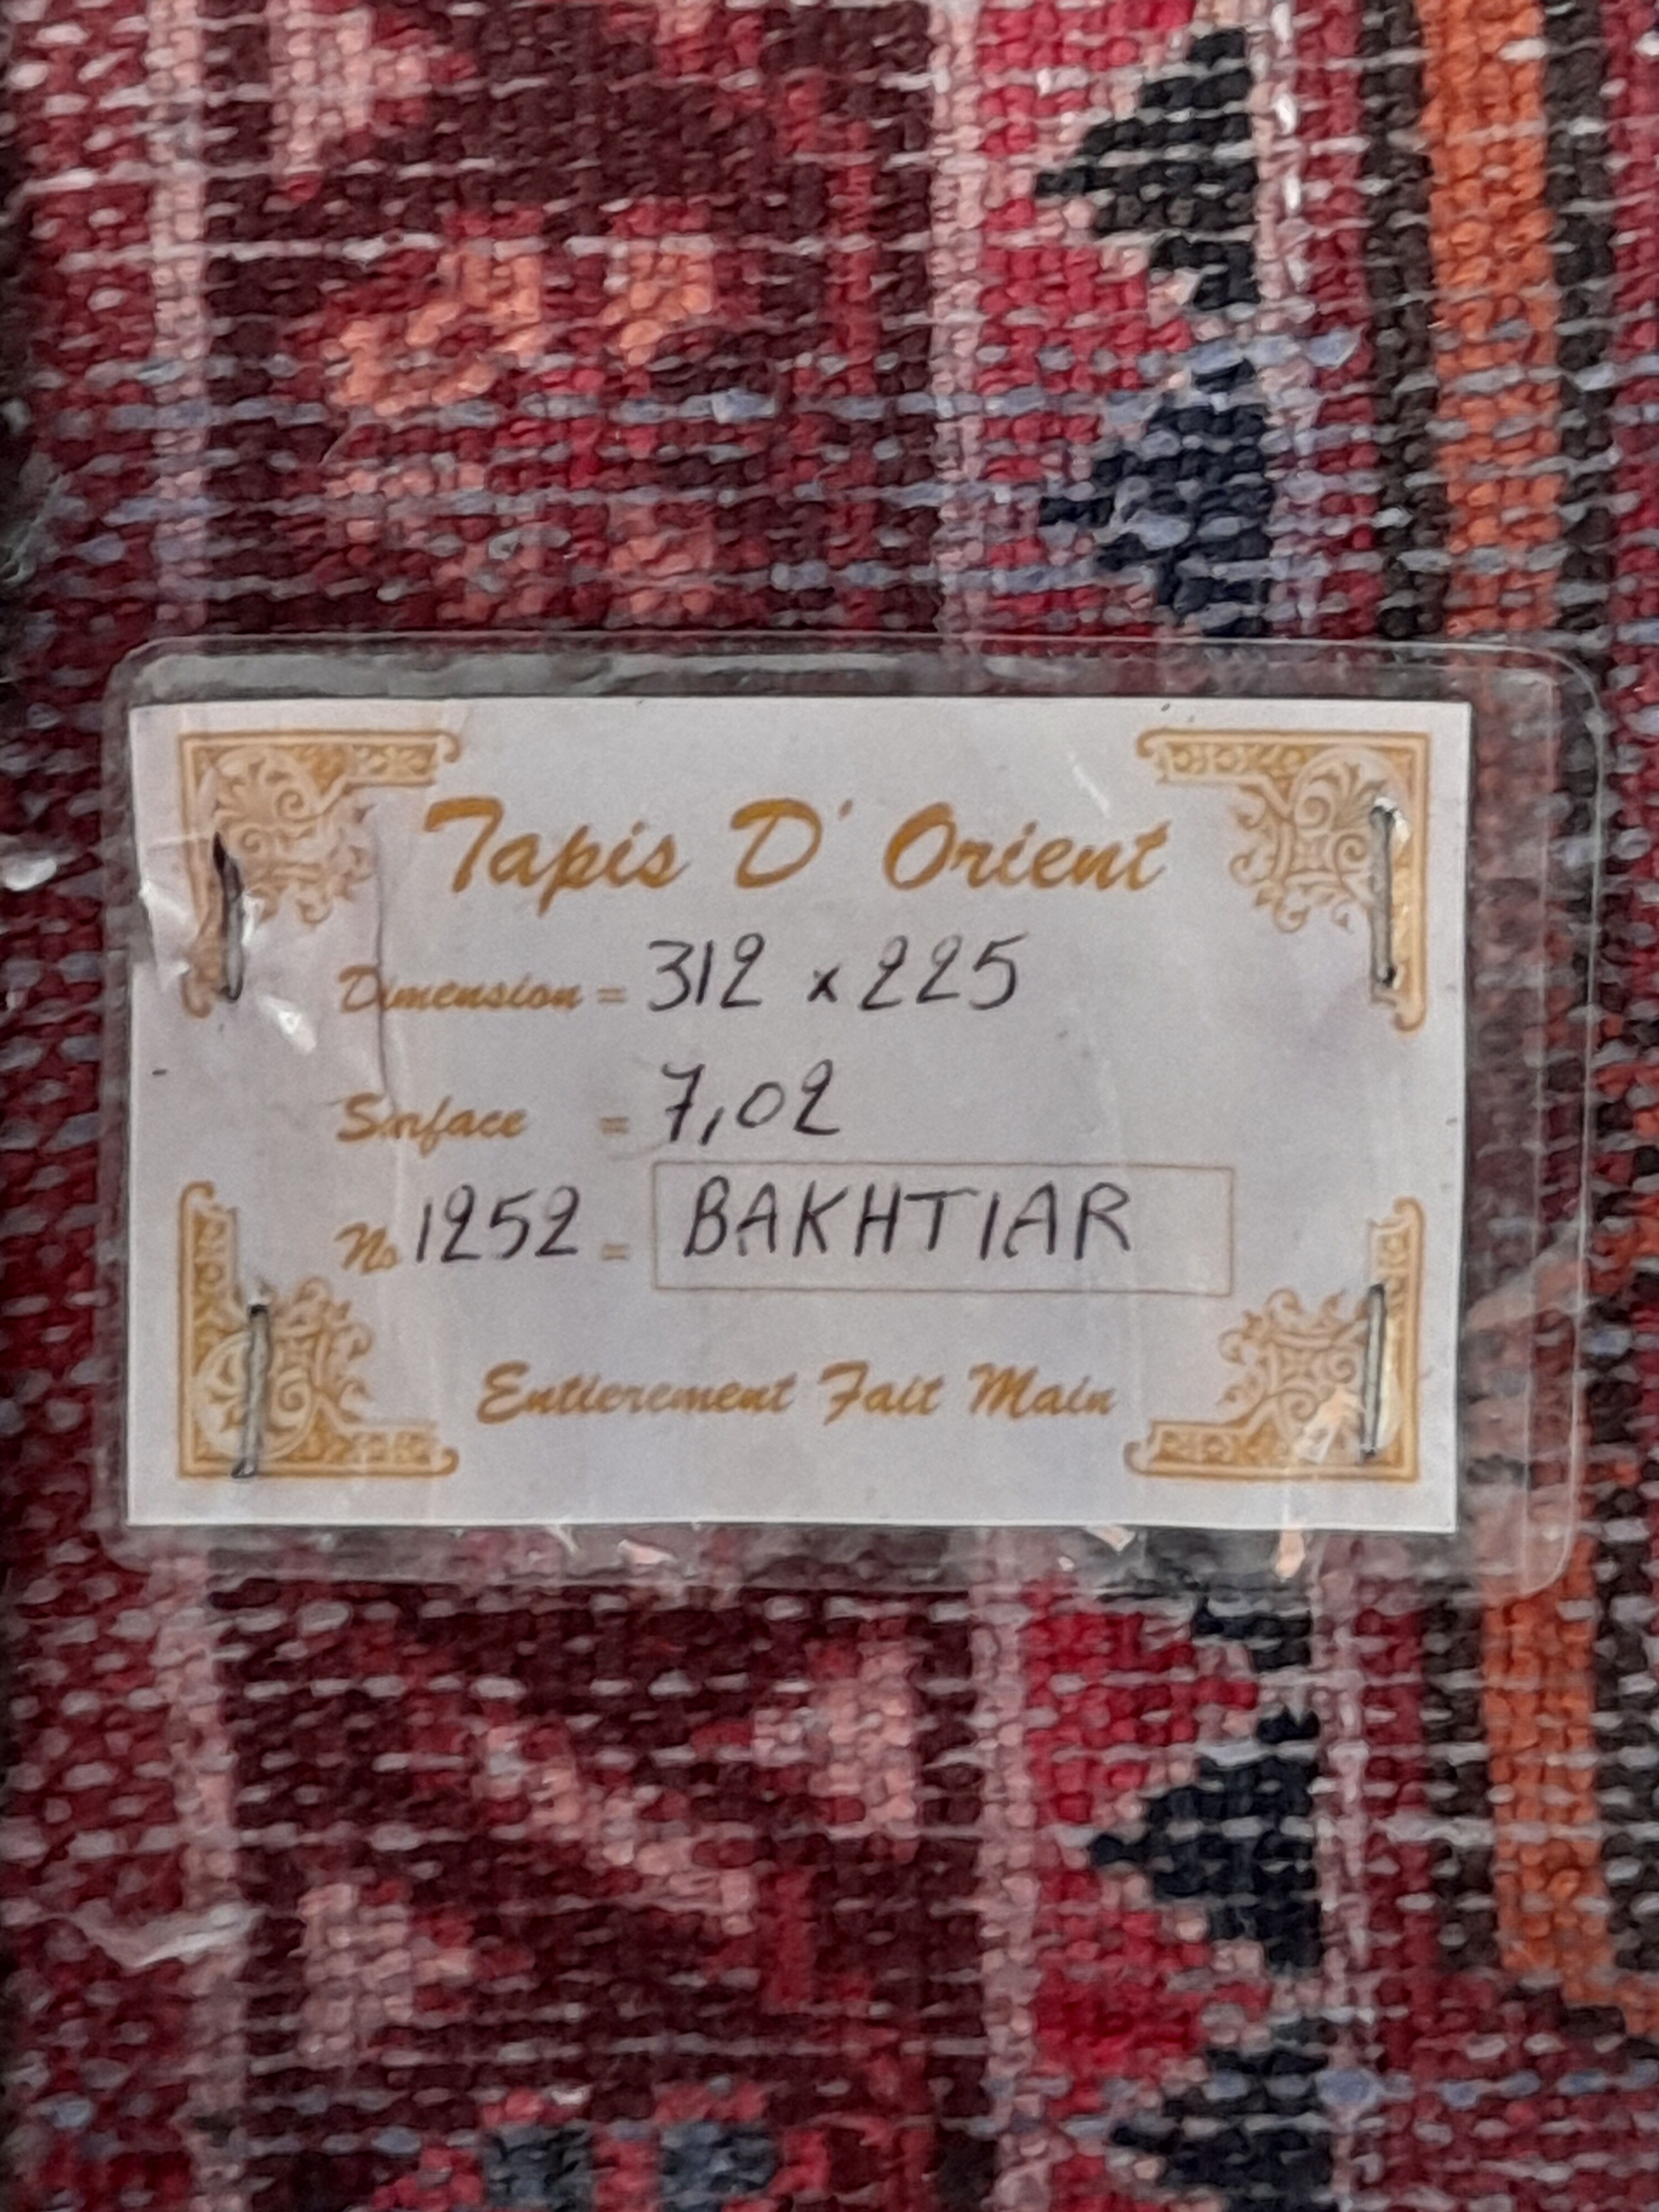 Tapis D' Orient
Dimension = 312 x 225
Surface = 7,02
No 1252 = BAKHTIAR
Entierement Fait Main